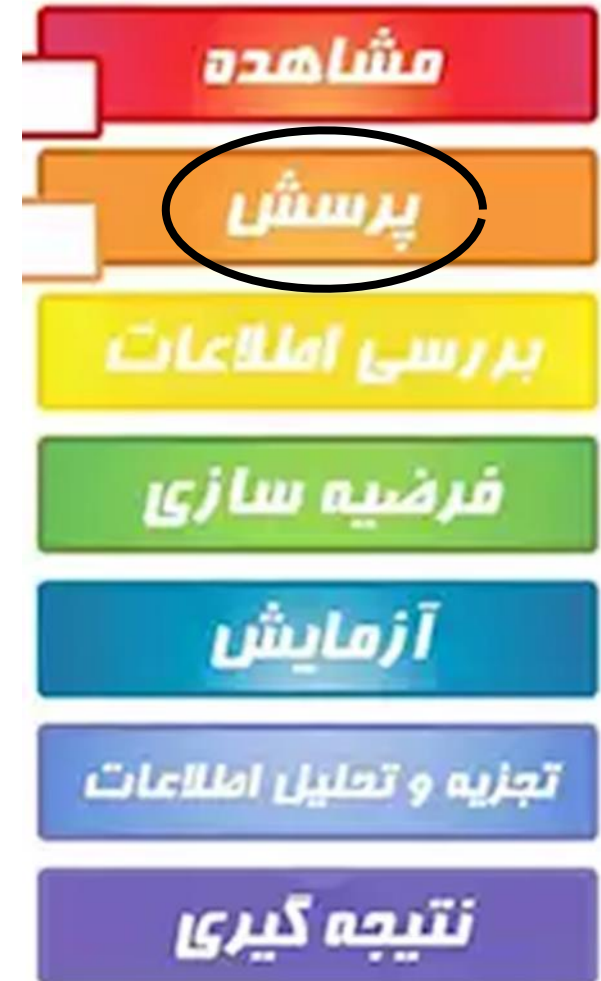 مشاهده
پرسش
بررسی اطلاعات
فرضیه سازی
آزمایش
تجزیه و تحلیل اطلاعات
نتیجه گیری